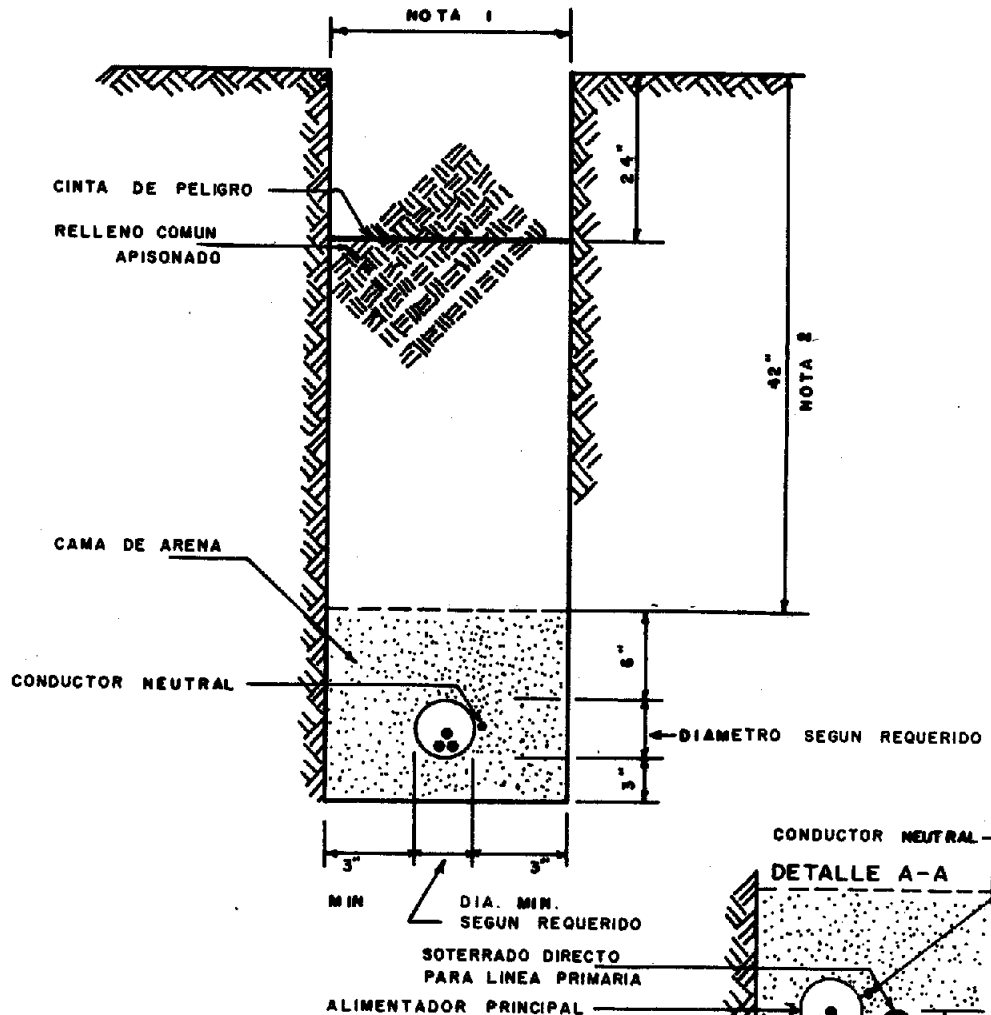 NOTA 1
24"
CINTA DE PELIGRO
RELLENO COMUN
APISONADO
42"
NOTA 2
CAMA DE ARENA
6"
CONDUCTOR NEUTRAL
DIAMETRO SEGUN REQUERIDO
3"
3"
3"
MIN
DIA. MIN.
SEGUN REQUERIDO
CONDUCTOR NEUTRAL
DETALLE A-A
SOTERRADO DIRECTO
PARA LINEA PRIMARIA
ALIMENTADOR PRINCIPAL